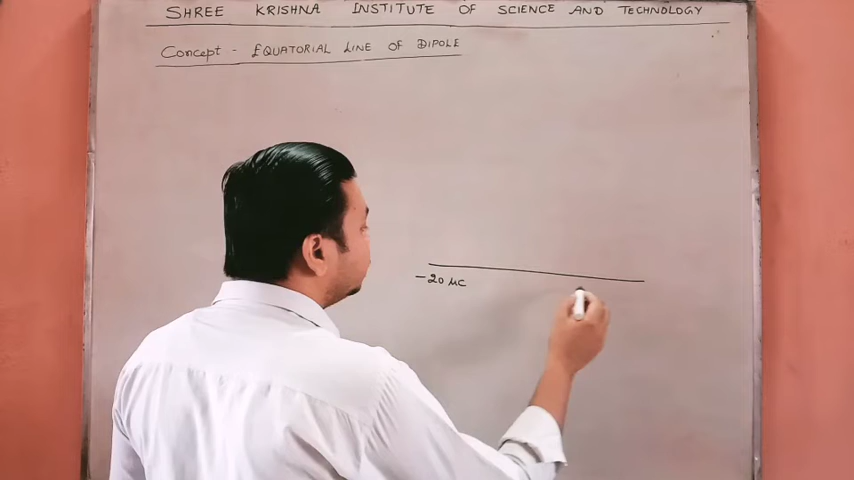 SHREE KRISHNA INSTITUTE OF SCIENCE AND TECHNOLOGY
Concept - EQUATORIAL LINE OF DIPOLE
-20 μC